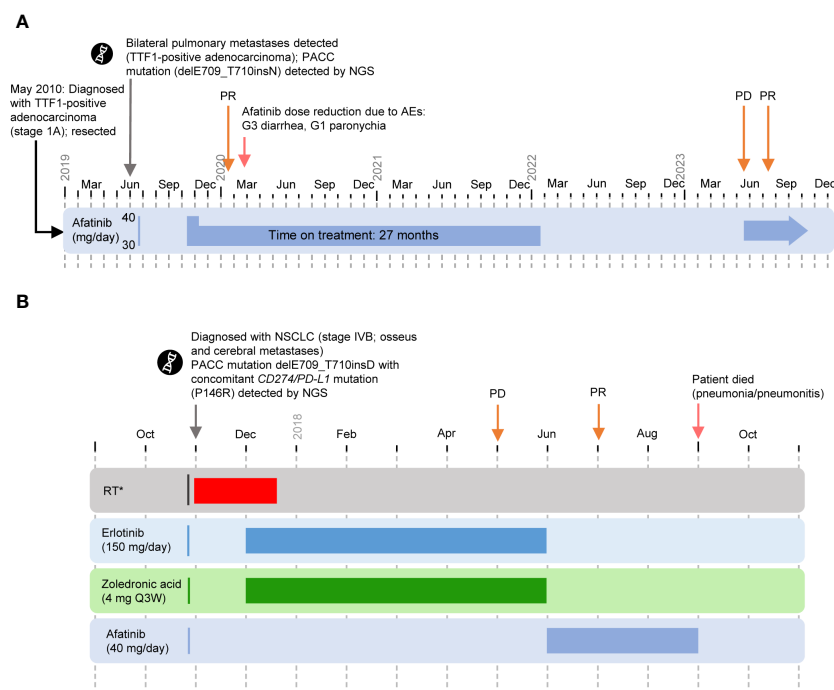 A
Bilateral pulmonary metastases detected
(TTF1-positive adenocarcinoma); PACC
mutation (delE709_T710insN) detected by NGS
May 2010: Diagnosed
with TTF1-positive
adenocarcinoma
(stage 1A); resected
PR
Afatinib dose reduction due to AEs:
G3 diarrhea, G1 paronychia
PD PR
2019 Mar Jun Sep Dec 2020 Mar Jun Sep Dec 2021 Mar Jun Sep Dec 2022 Mar Jun Sep Dec 2023 Mar Jun Sep Dec
Afatinib
(mg/day)
40
30
Time on treatment: 27 months
B
Diagnosed with NSCLC (stage IVB; osseus
and cerebral metastases)
PACC mutation delE709_T710insD with
concomitant CD274/PD-L1 mutation
(P146R) detected by NGS
PD
PR
Patient died
(pneumonia/pneumonitis)
Oct Dec 2018 Feb Apr Jun Aug Oct
RT*
Erlotinib
(150 mg/day)
Zoledronic acid
(4 mg Q3W)
Afatinib
(40 mg/day)